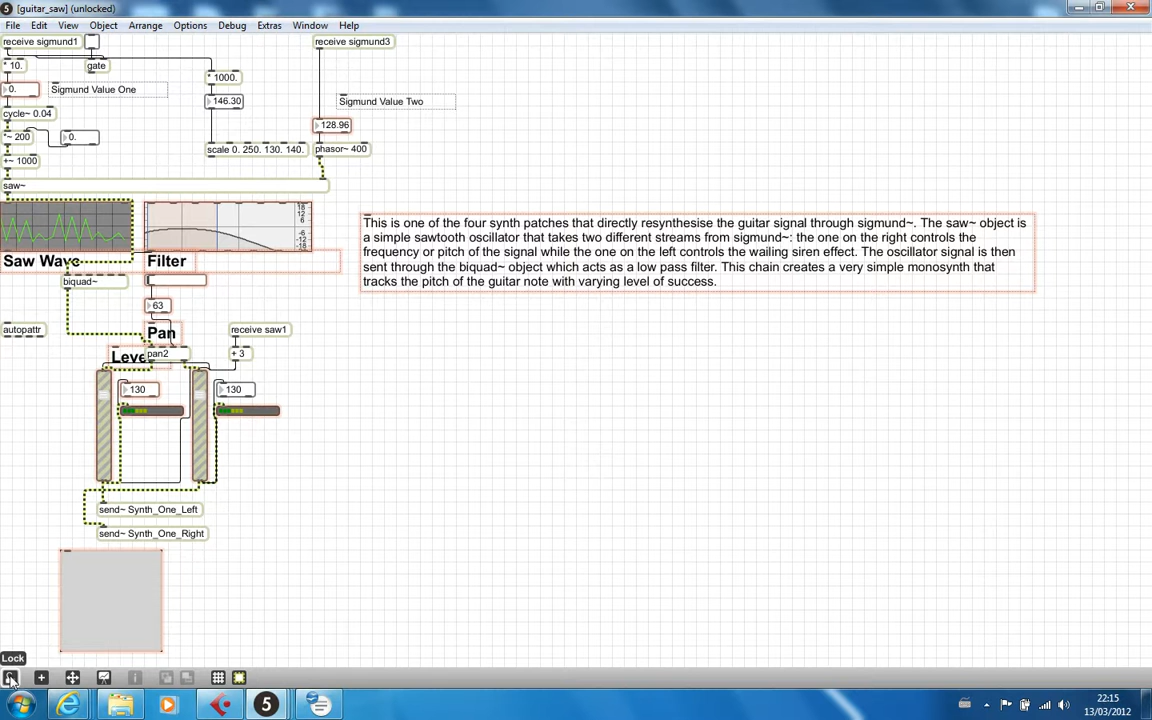 [guitar_saw] (unlocked)
File Edit View Object Arrange Options Debug Extras Window Help
receive sigmund1
receive sigmund3
* 10.
gate
* 1000.
0.
Sigmund Value One
146.30
Sigmund Value Two
cycle~ 0.04
128.96
*~ 200
0.
scale 0. 250. 130. 140.
phasor~ 400
+~ 1000
saw~
18
12
6
-6
-12
This is one of the four synth patches that directly resynthesise the guitar signal through sigmund~. The saw~ object is
a simple sawtooth oscillator that takes two different streams from sigmund~: the one on the right controls the
frequency or pitch of the signal while the one on the left controls the wailing siren effect. The oscillator signal is then
sent through the biquad~ object which acts as a low pass filter. This chain creates a very simple monosynth that
tracks the pitch of the guitar note with varying level of success.
Saw Wave
Filter
biquad~
63
autopattr
Pan
receive saw1
Leve
pan2
+ 3
130
130
send~ Synth_One_Left
send~ Synth_One_Right
Lock
22:15
13/03/2012